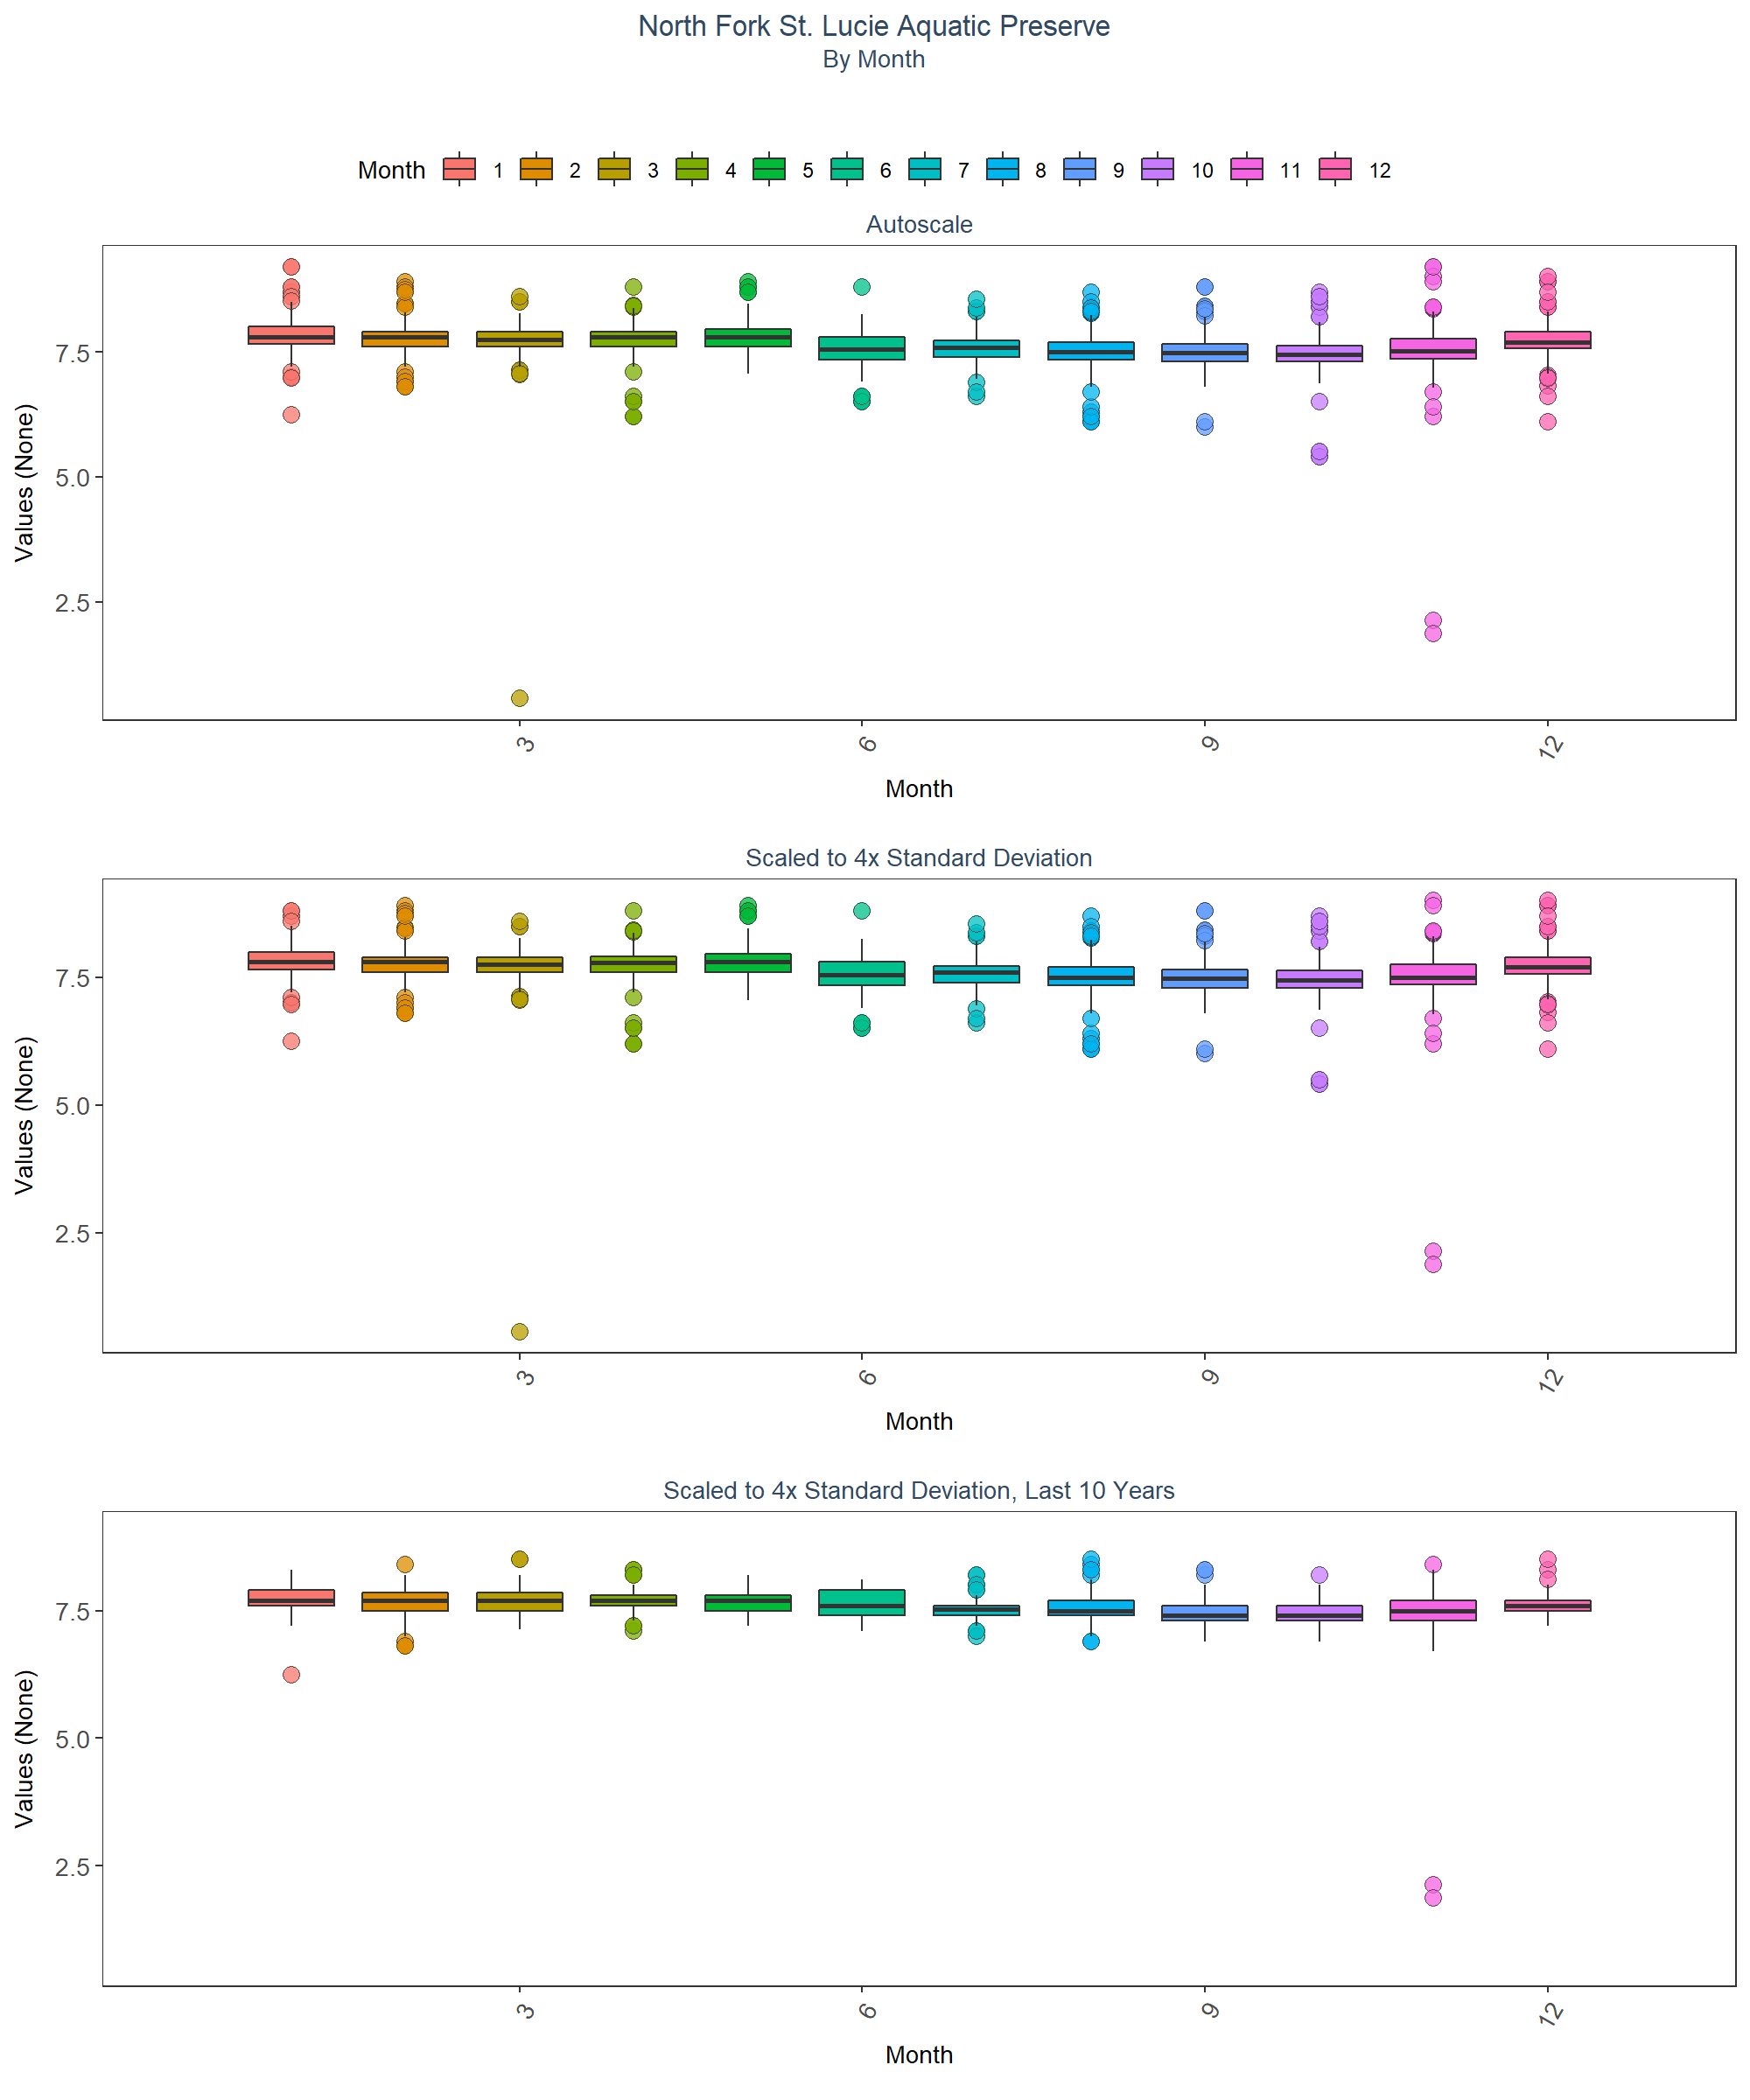 North Fork St. Lucie Aquatic Preserve
By Month
Month 1 2 3 4 5 6 7 8 9 10 11 12
Autoscale
Values (None)
7.5
5.0
2.5
3 6 9 12
Month
Scaled to 4x Standard Deviation
Values (None)
7.5
5.0
2.5
3 6 9 12
Month
Scaled to 4x Standard Deviation, Last 10 Years
Values (None)
7.5
5.0
2.5
3 6 9 12
Month